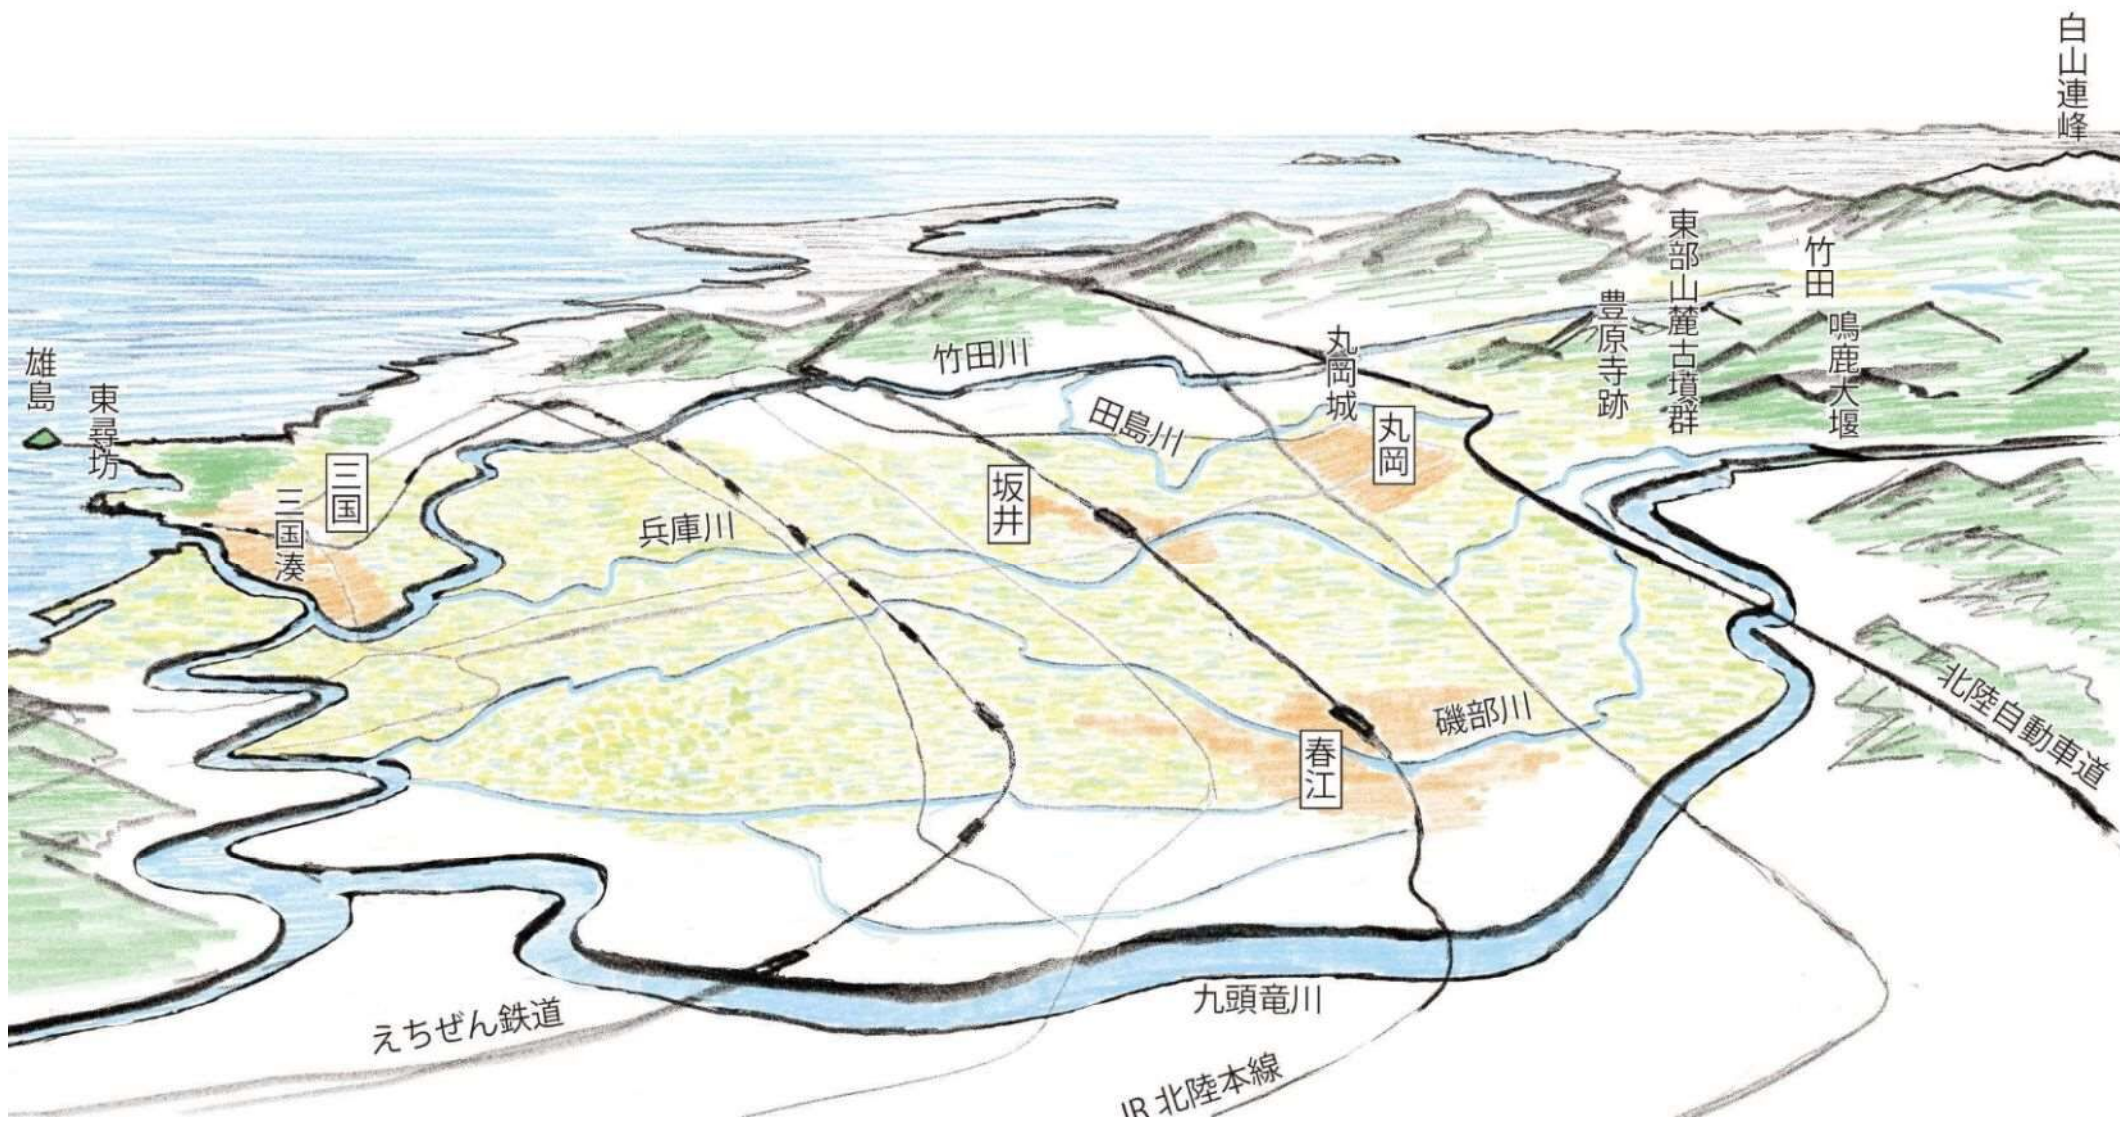 白山連峰
東部山麓古墳群
竹田
豊原寺跡
鳴鹿大堰
丸岡城
竹田川
雄島
東尋坊
田島川
丸岡
三国
三国湊
坂井
兵庫川
磯部川
春江
北陸自動車道
九頭竜川
えちぜん鉄道
JR 北陸本線